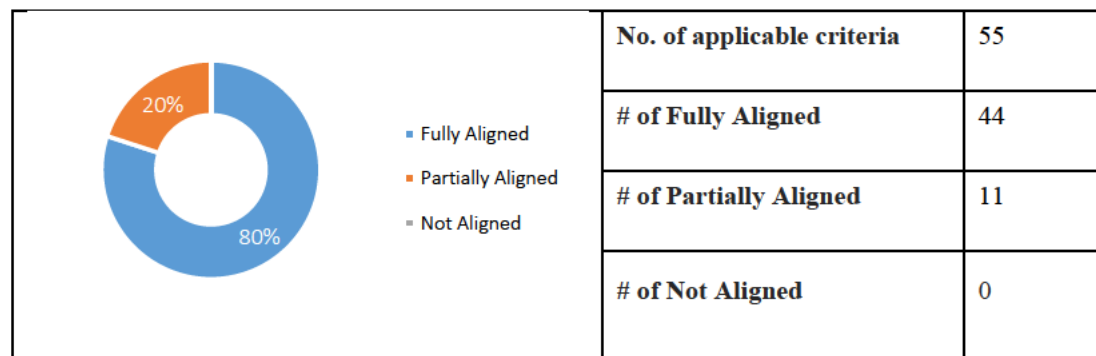 20%
80%
Fully Aligned
Partially Aligned
Not Aligned
No. of applicable criteria 55
# of Fully Aligned 44
# of Partially Aligned 11
# of Not Aligned 0